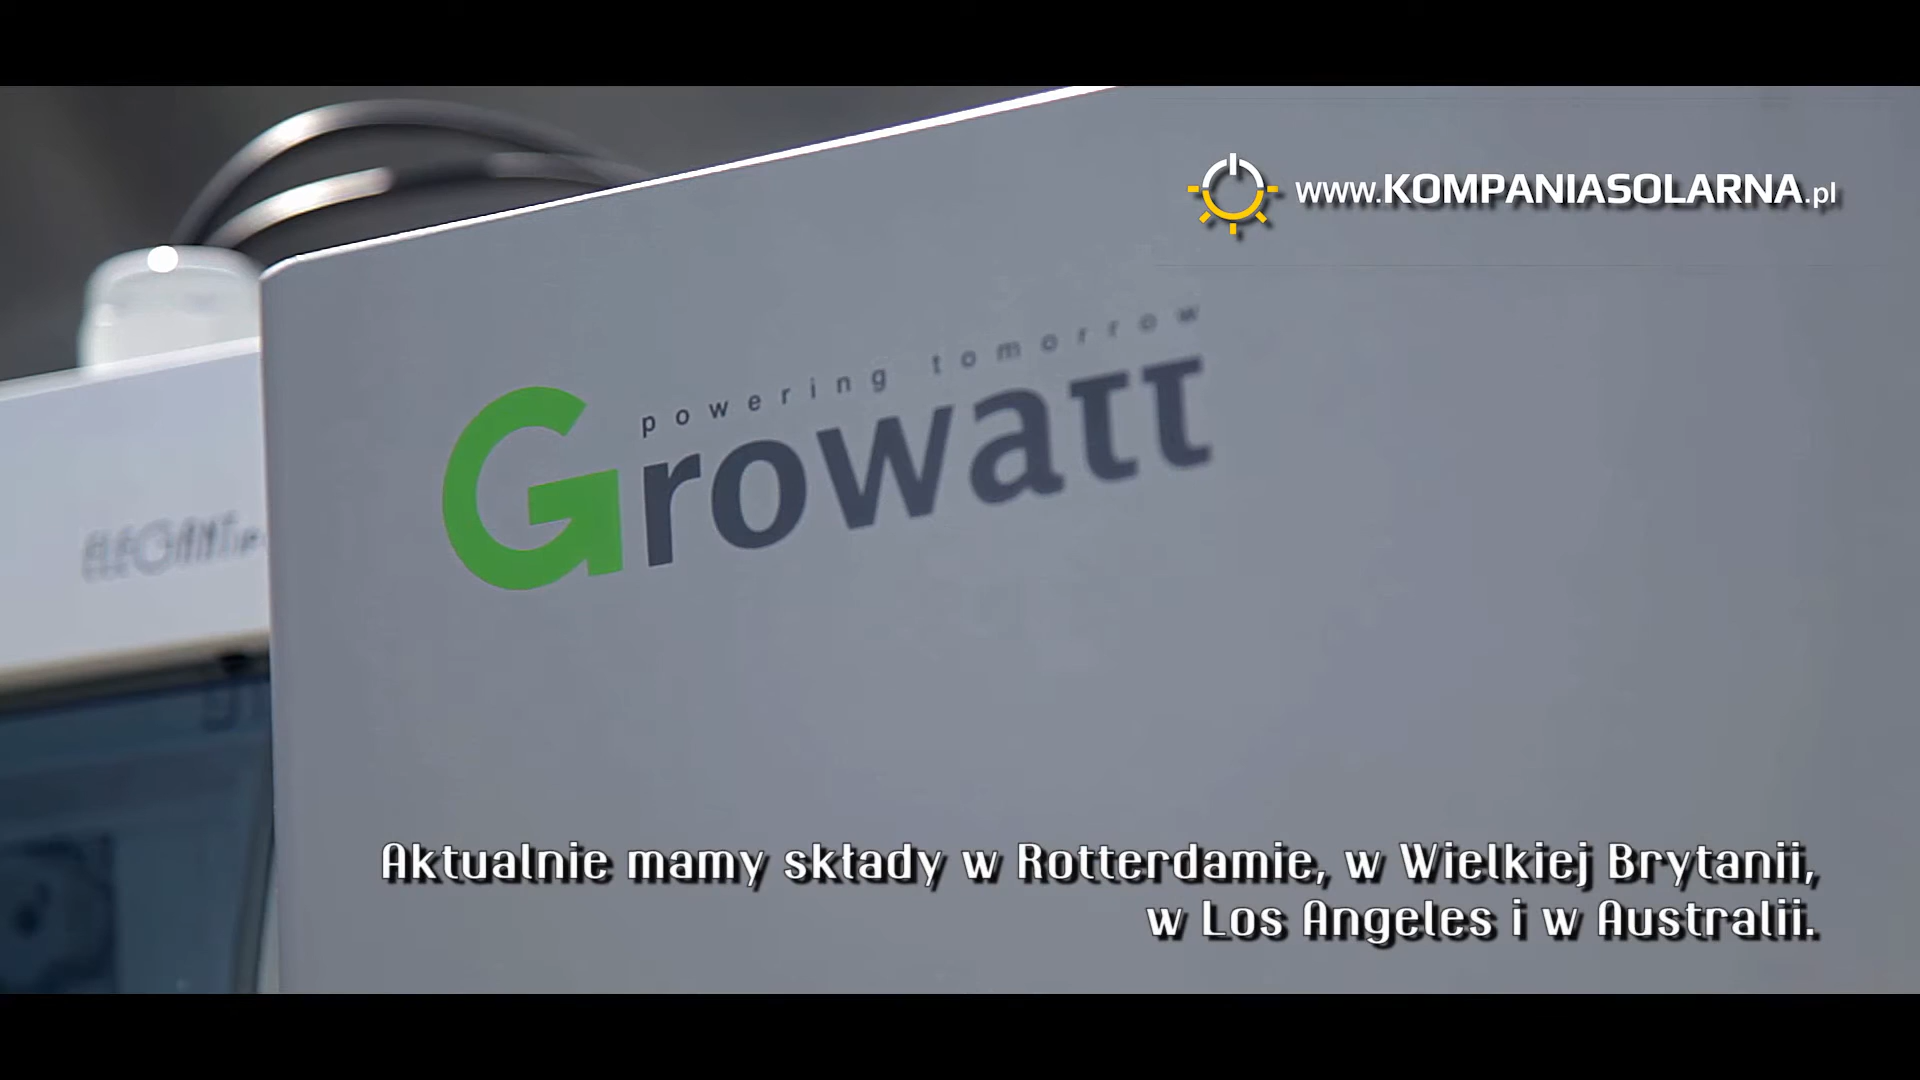 www.KOMPANIASOLARNA.pl
powering tomorrow
Growatt
Aktualnie mamy składy w Rotterdamie, w Wielkiej Brytanii,
w Los Angeles i w Australii.